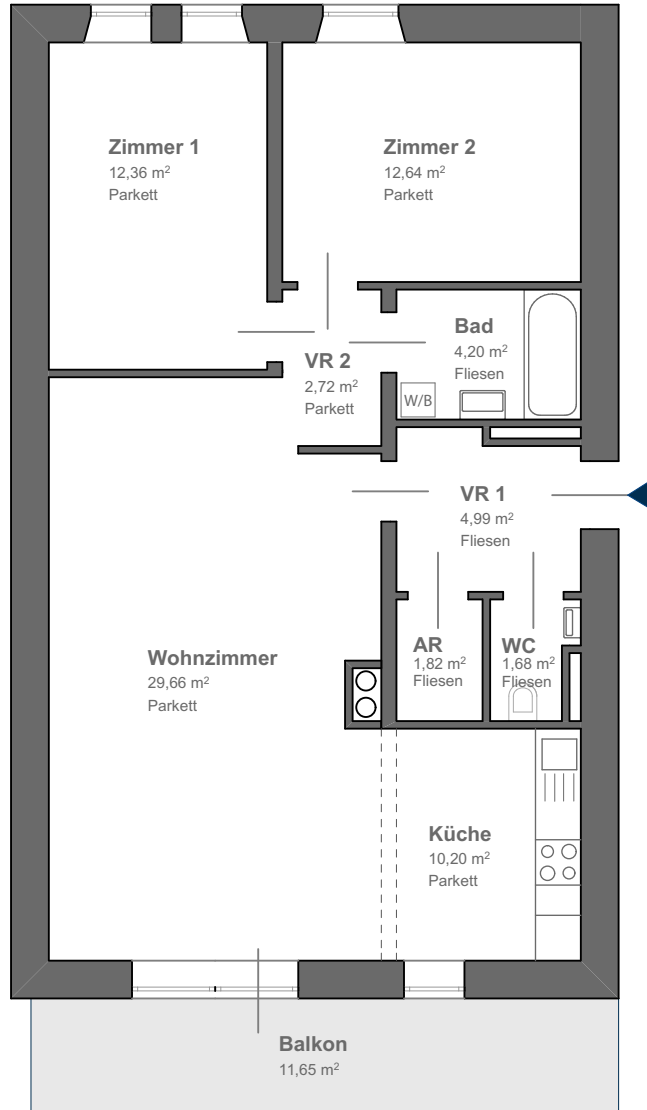 Zimmer 1
12,36 m²
Parkett
Zimmer 2
12,64 m²
Parkett
Bad
4,20 m²
Fliesen
W/B
VR 2
2,72 m²
Parkett
VR 1
4,99 m²
Fliesen
AR
1,82 m²
Fliesen
WC
1,68 m²
Fliesen
Wohnzimmer
29,66 m²
Parkett
Küche
10,20 m²
Parkett
Balkon
11,65 m²